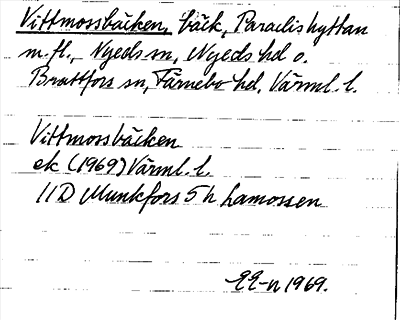 Vittmossbäcken, bäck, Paradishyttan
m.fl., Nyeds sn, Nyeds hd o.
Brattfors sn, Färnebo hd, Värml. l.
Vittmossbäcken
ek (1969) Värml. l.
11D Munkfors 5 h Lamossen
1969.